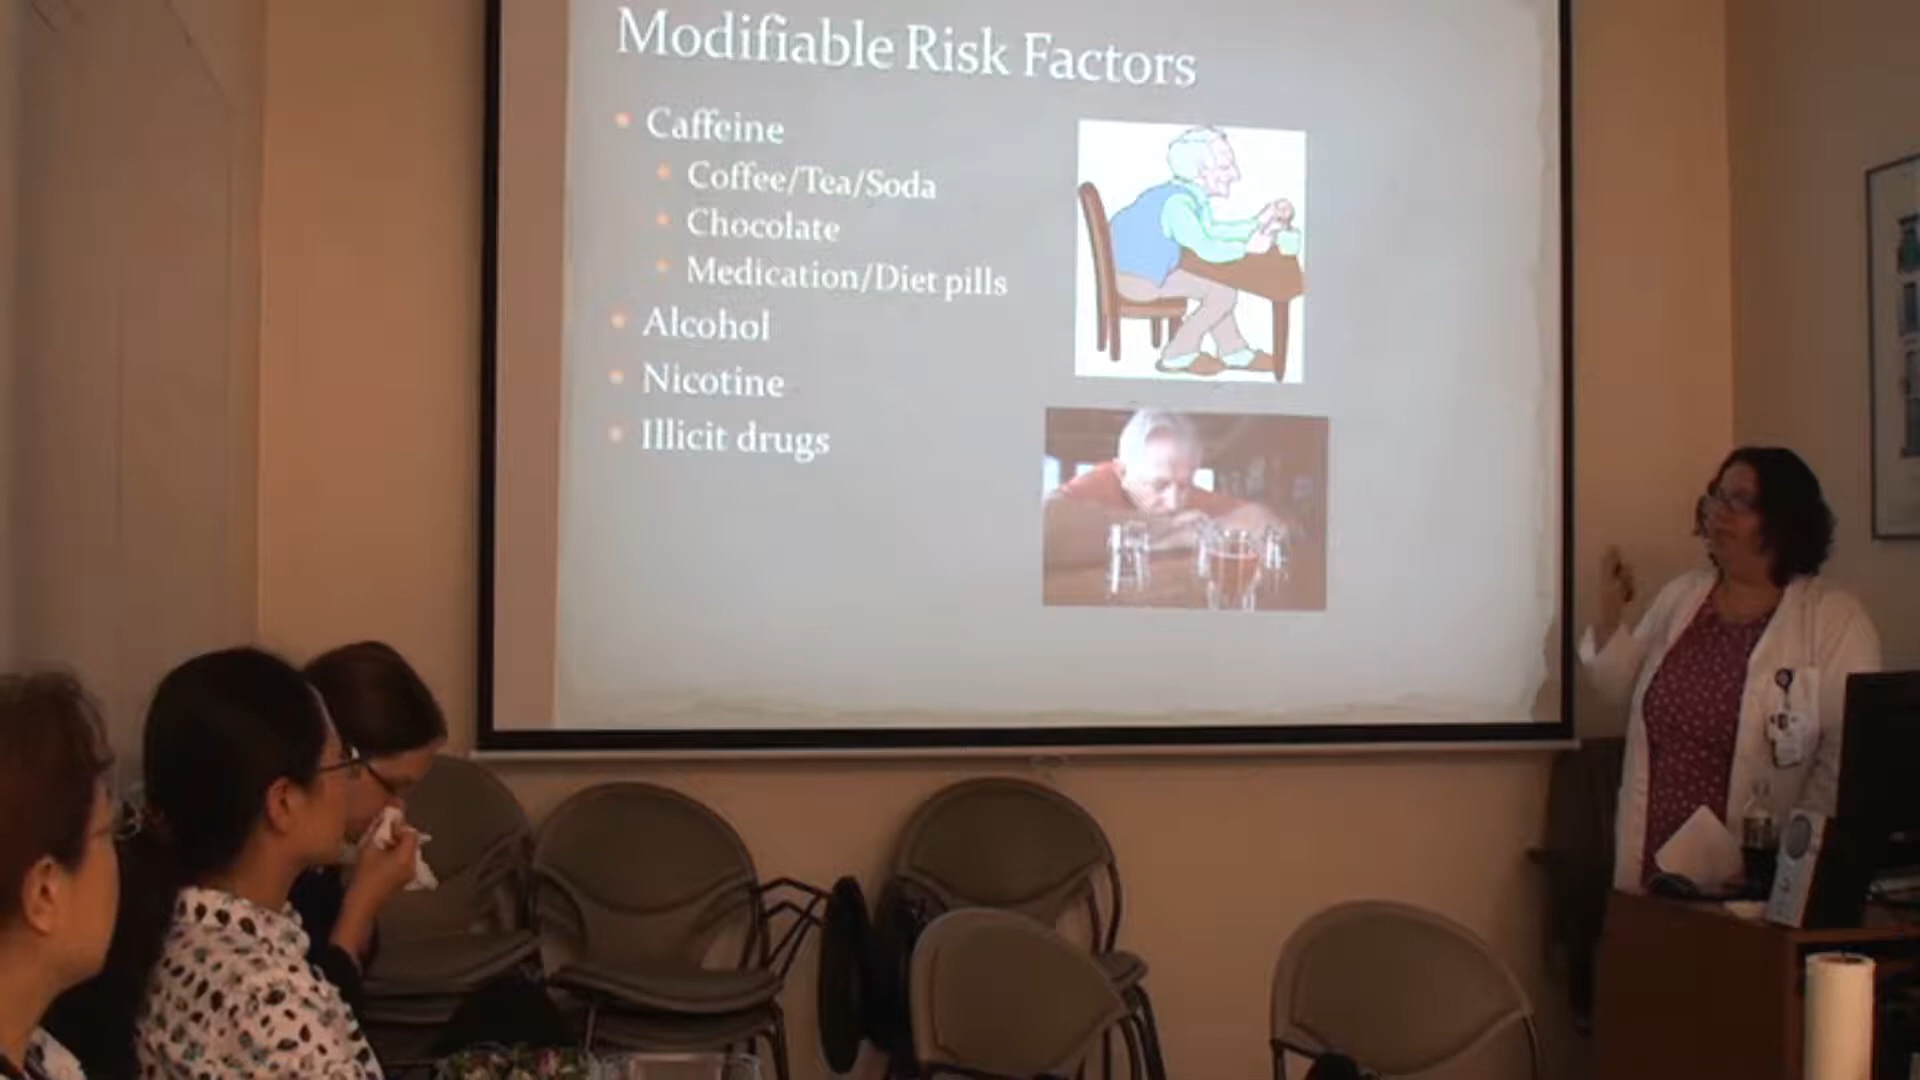 Modifiable Risk Factors
Caffeine
Coffee/Tea/Soda
Chocolate
Medication/Diet pills
Alcohol
Nicotine
Illicit drugs